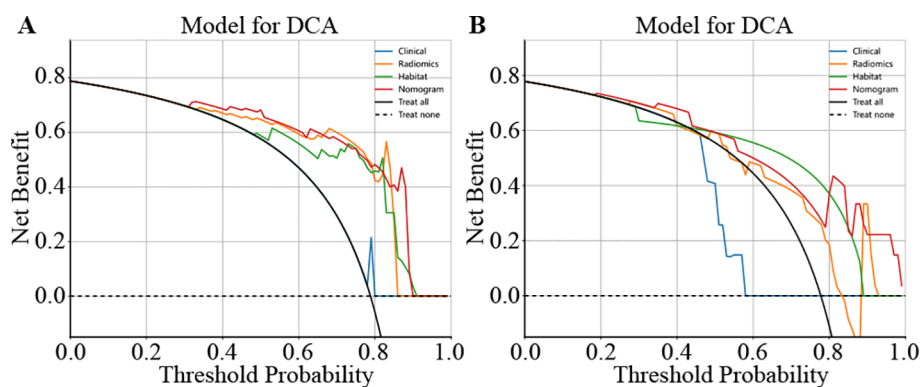 A
Model for DCA
Clinical
Radiomics
Habitat
Nomogram
Treat all
Treat none
0.8
0.6
0.4
0.2
0.0
Net Benefit
0.0 0.2 0.4 0.6 0.8 1.0
Threshold Probability
B
Model for DCA
Clinical
Radiomics
Habitat
Nomogram
Treat all
Treat none
0.8
0.6
0.4
0.2
0.0
Net Benefit
0.0 0.2 0.4 0.6 0.8 1.0
Threshold Probability